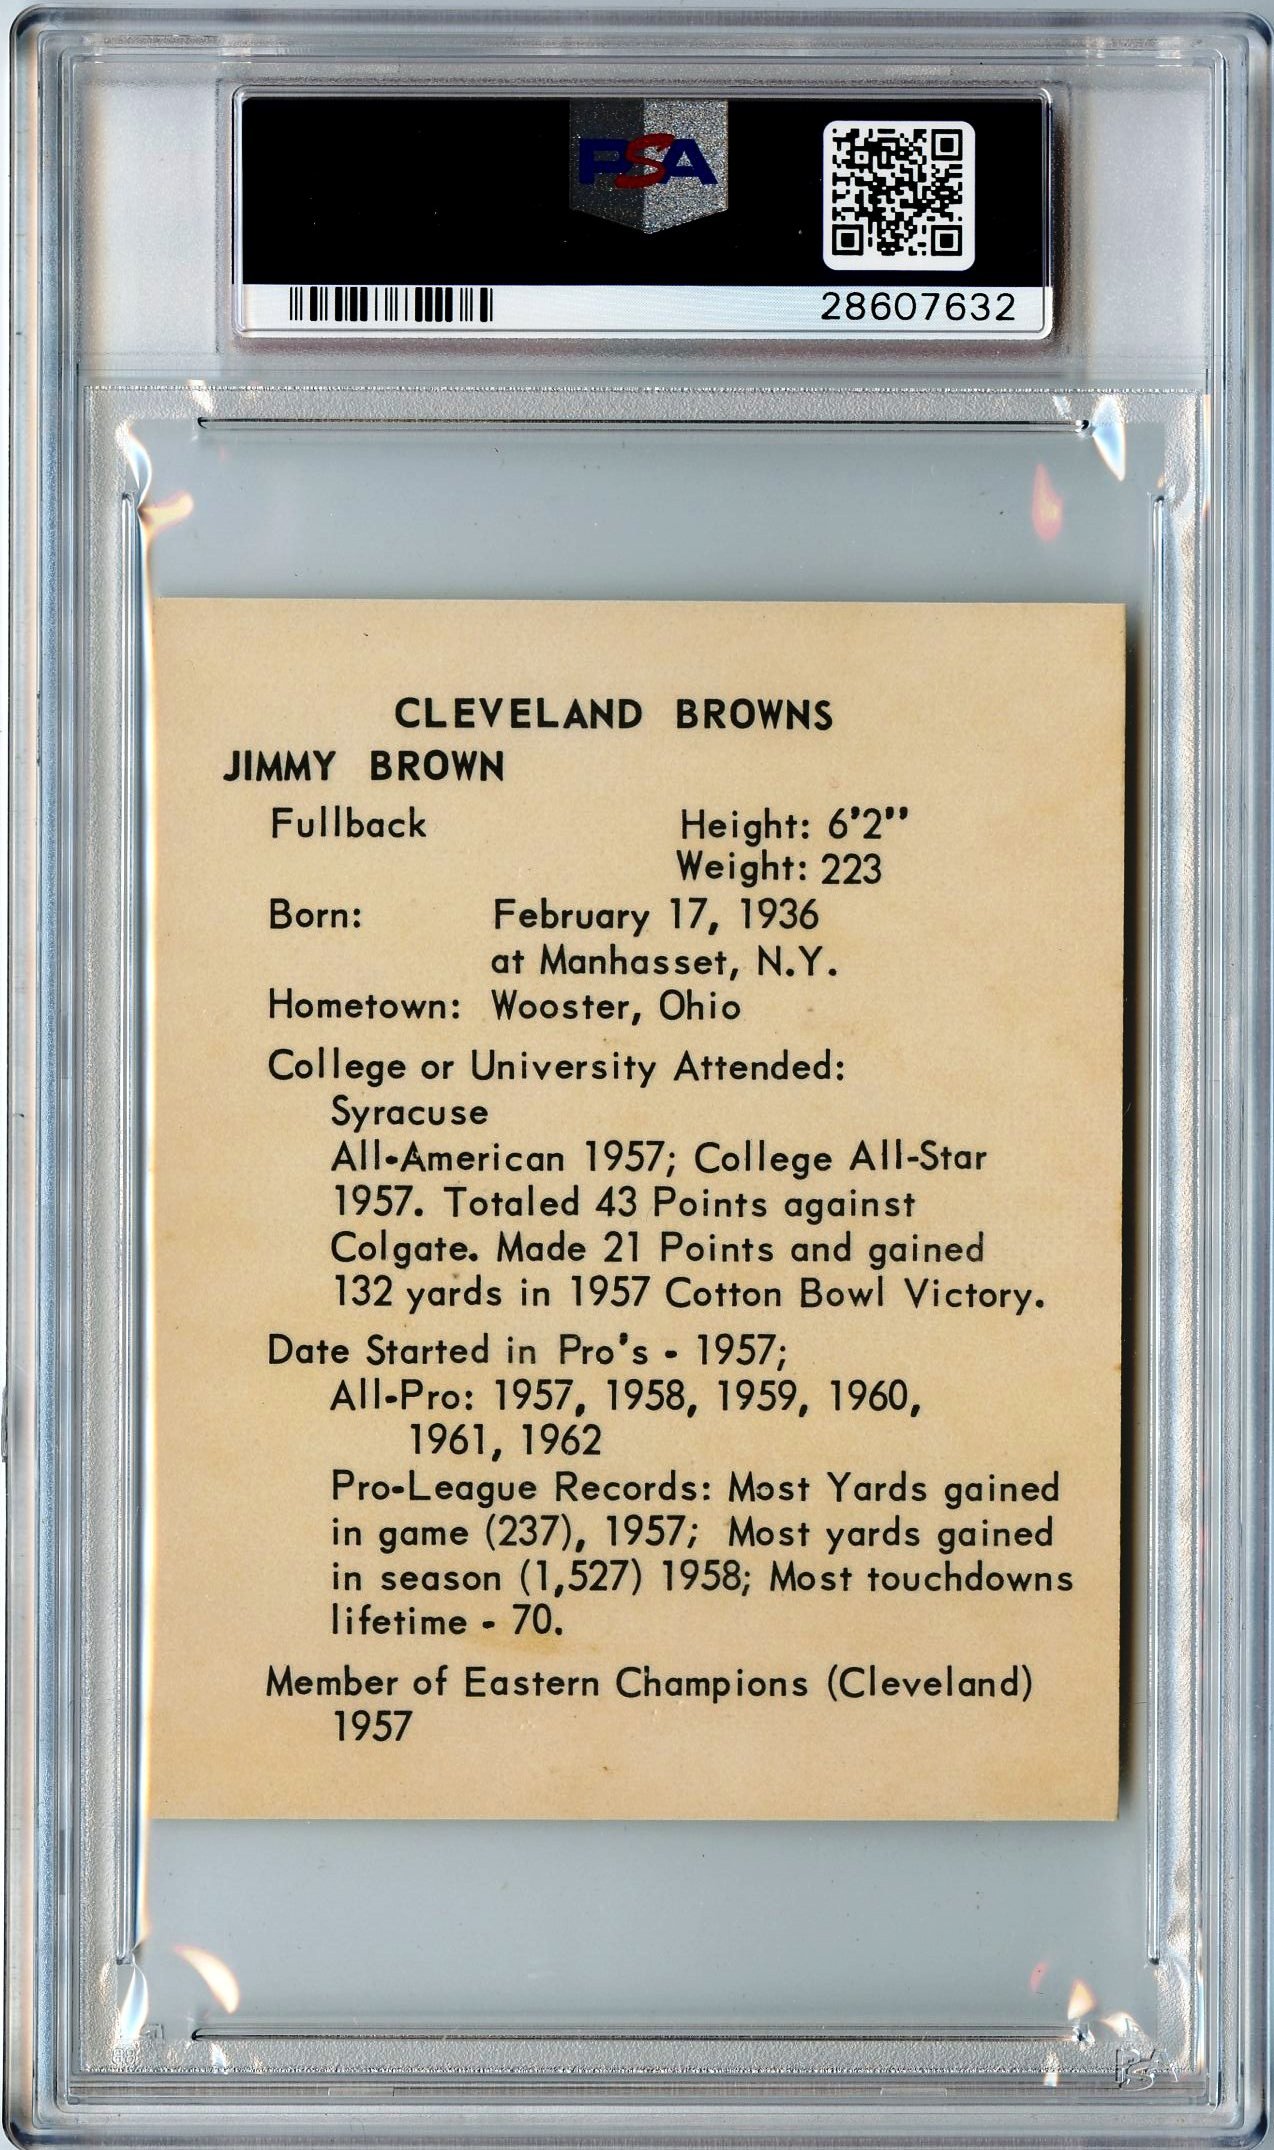 PSA
28607632
CLEVELAND BROWNS
JIMMY BROWN
Fullback Height: 6'2''
Weight: 223
Born: February 17, 1936
at Manhasset, N.Y.
Hometown: Wooster, Ohio
College or University Attended:
Syracuse
All-American 1957; College All-Star
1957. Totaled 43 Points against
Colgate. Made 21 Points and gained
132 yards in 1957 Cotton Bowl Victory.
Date Started in Pro's - 1957;
All-Pro: 1957, 1958, 1959, 1960,
1961, 1962
Pro-League Records: Most Yards gained
in game (237), 1957; Most yards gained
in season (1,527) 1958; Most touchdowns
lifetime - 70.
Member of Eastern Champions (Cleveland)
1957